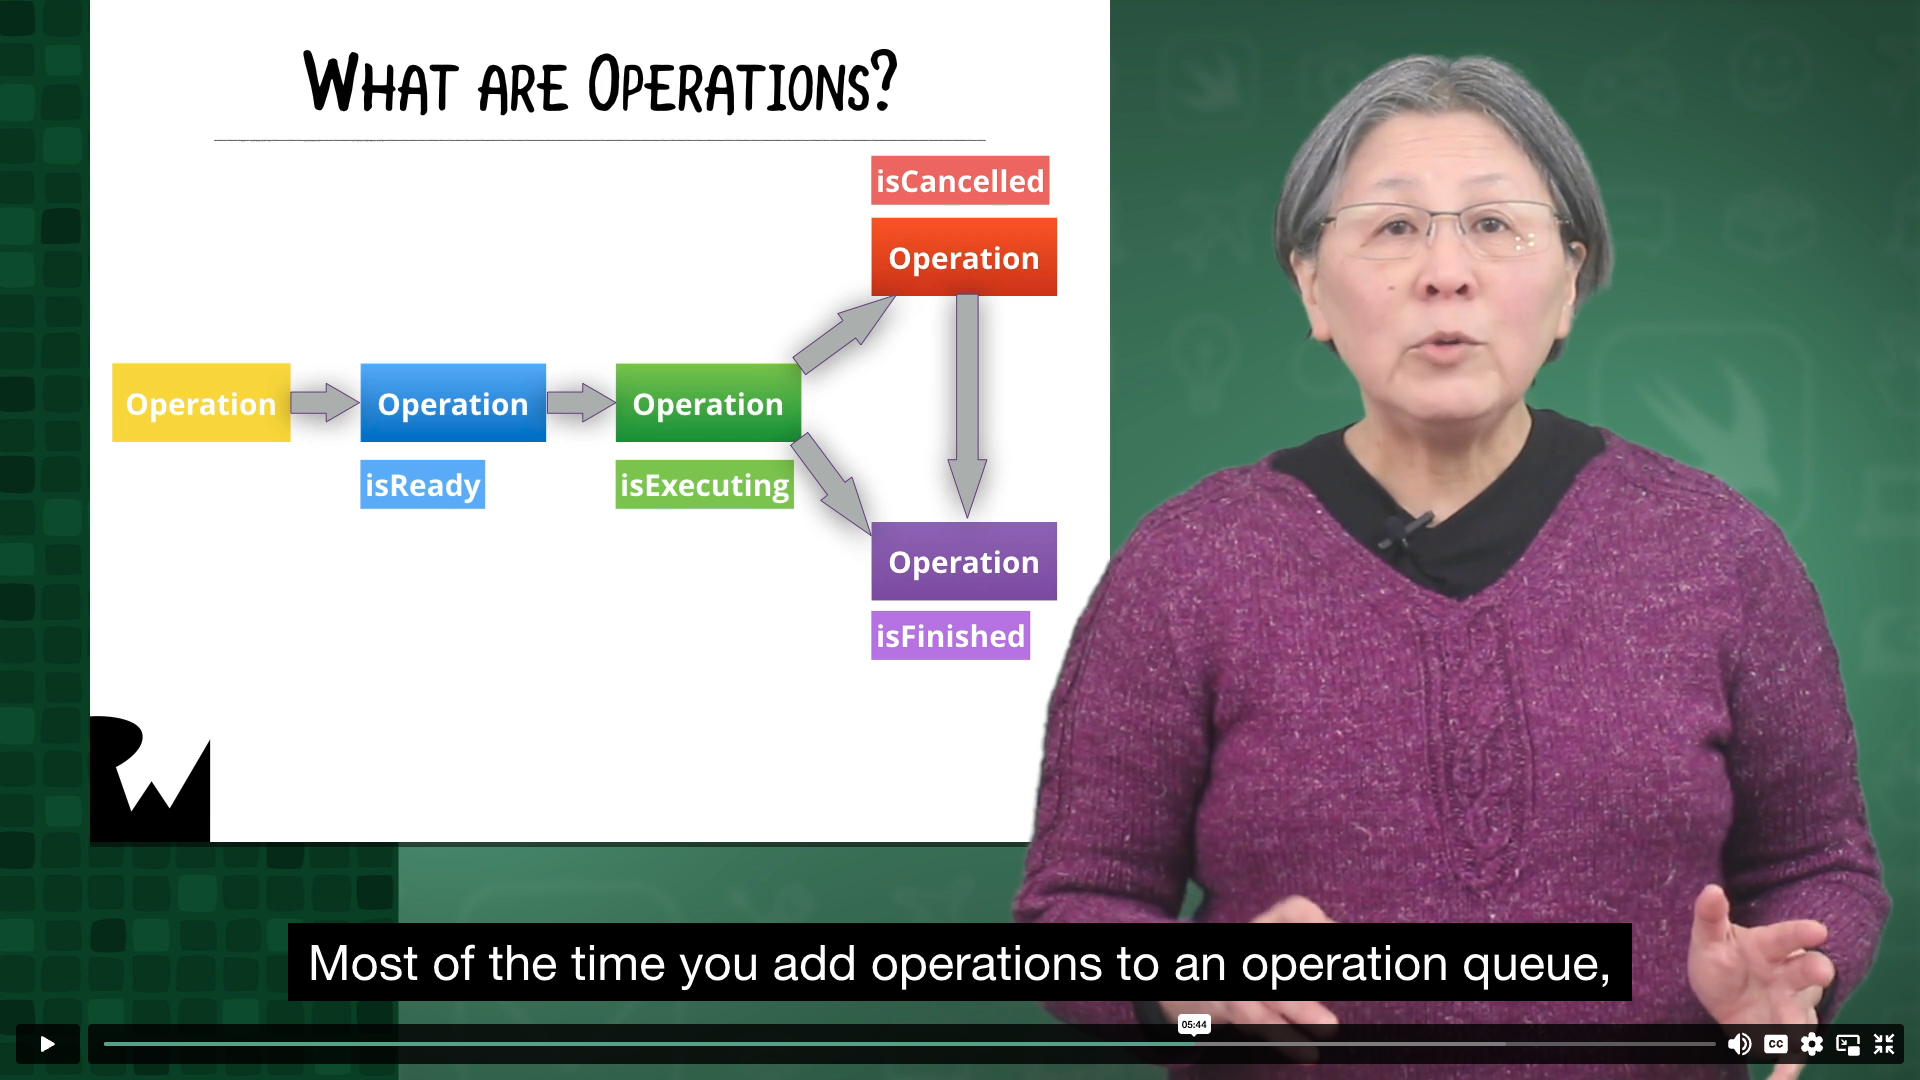 WHAT ARE OPERATIONS?
isCancelled
Operation
Operation
Operation
Operation
isReady
isExecuting
Operation
isFinished
RW
Most of the time you add operations to an operation queue,
05:44
CC